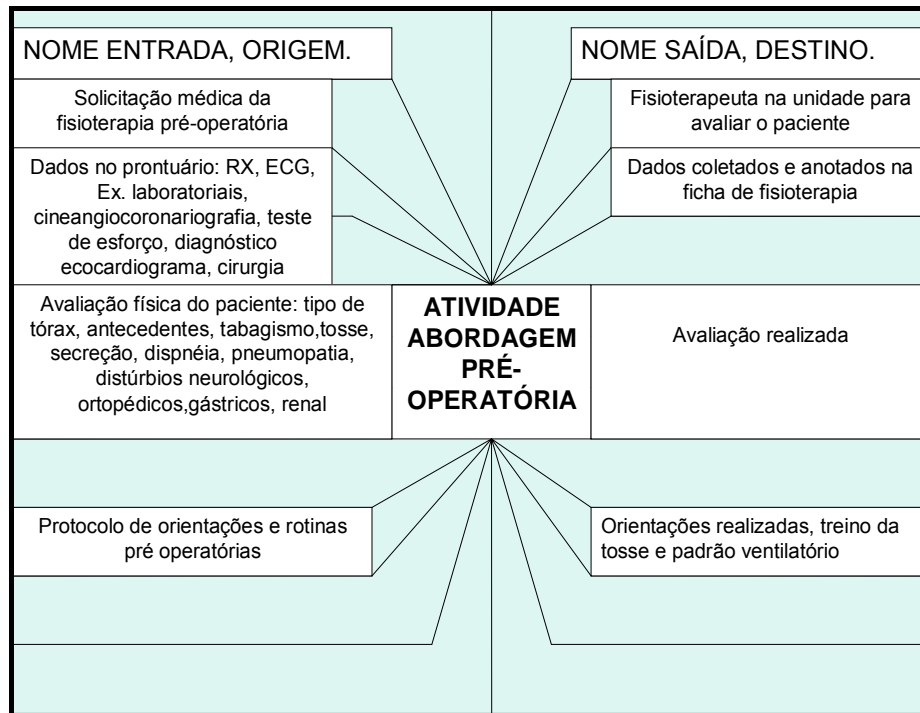 NOME ENTRADA, ORIGEM.
NOME SAÍDA, DESTINO.
Solicitação médica da
fisioterapia pré-operatória
Fisioterapeuta na unidade para
avaliar o paciente
Dados no prontuário: RX, ECG,
Ex. laboratoriais,
cineangiocoronariografia, teste
de esforço, diagnóstico
ecocardiograma, cirurgia
Dados coletados e anotados na
ficha de fisioterapia
Avaliação física do paciente: tipo de
tórax, antecedentes, tabagismo,tosse,
secreção, dispnéia, pneumopatia,
distúrbios neurológicos,
ortopédicos,gástricos, renal
ATIVIDADE
ABORDAGEM
PRÉ-
OPERATÓRIA
Avaliação realizada
Protocolo de orientações e rotinas
pré operatórias
Orientações realizadas, treino da
tosse e padrão ventilatório